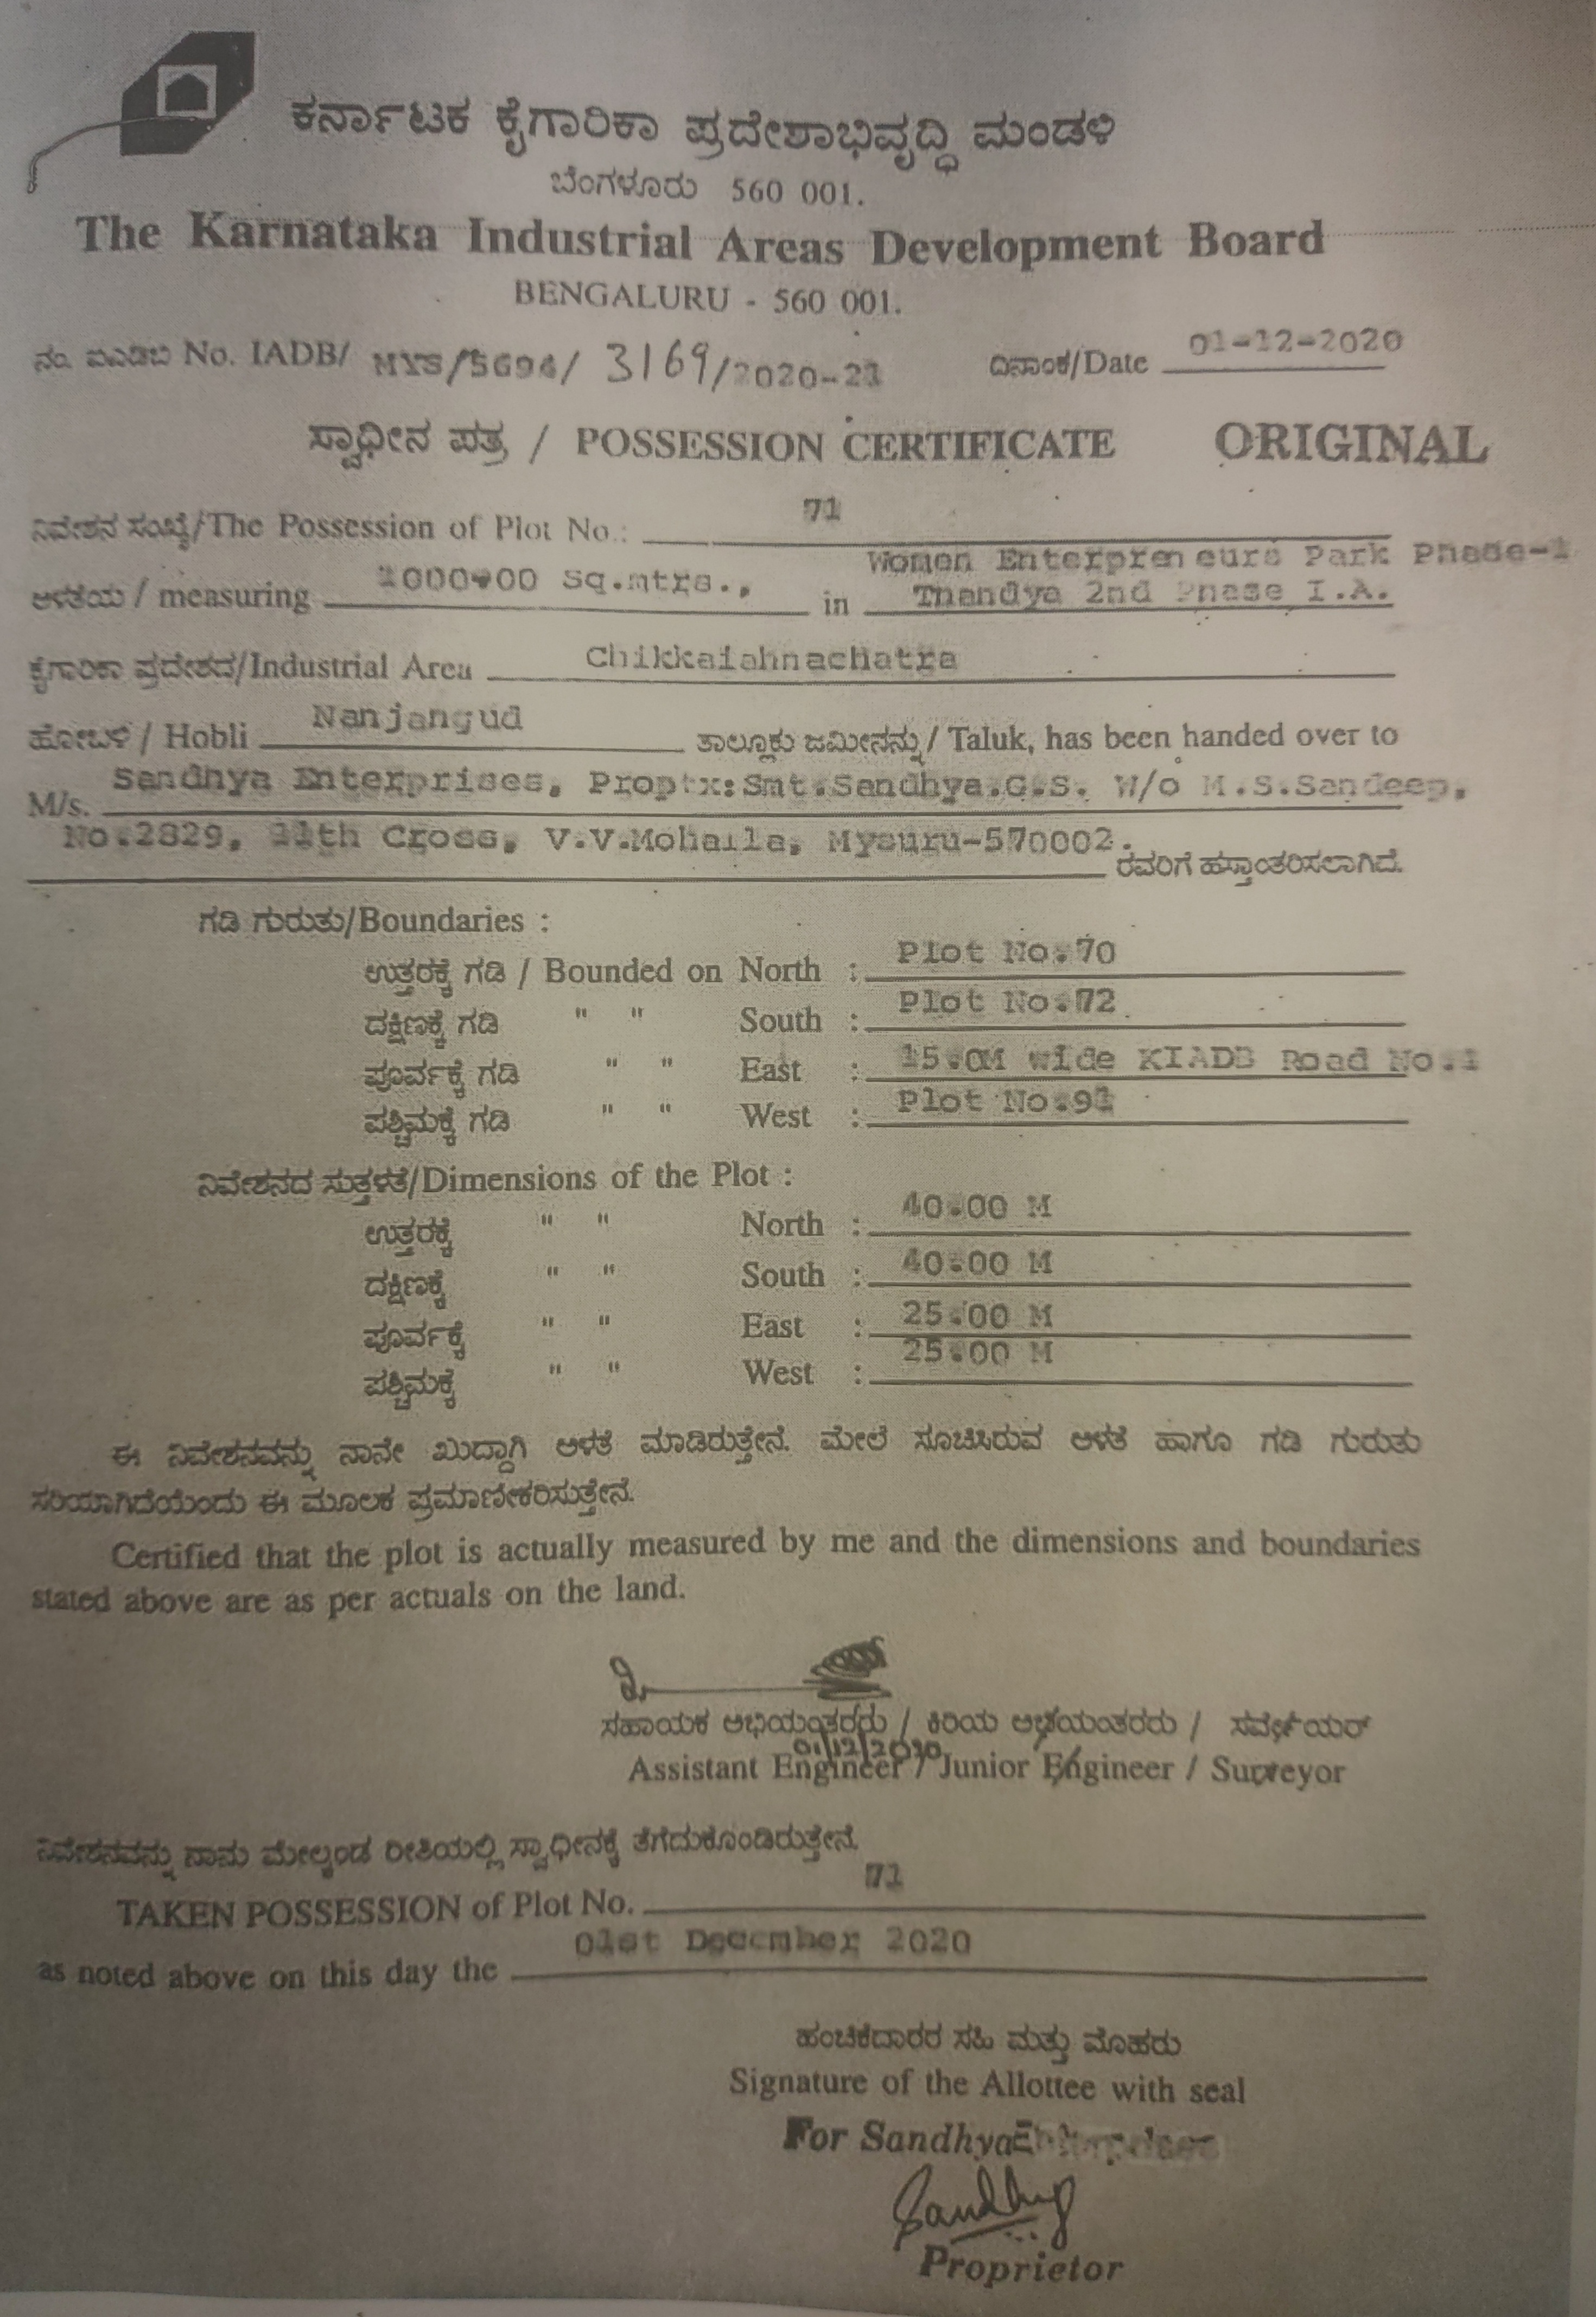 ಕರ್ನಾಟಕ ಕೈಗಾರಿಕಾ ಪ್ರದೇಶಾಭಿವೃದ್ಧಿ ಮಂಡಳಿ
ಬೆಂಗಳೂರು 560 001.
The Karnataka Industrial Areas Development Board
BENGALURU - 560 001.
ನಂ. ಐಎಡಿಬಿ No. IADB/ MYS/5694/ 3169/2020-21 ದಿನಾಂಕ/Date 01-12-2020
ಸ್ವಾಧೀನ ಪತ್ರ / POSSESSION CERTIFICATE ORIGINAL
ನಿವೇಶನ ಸಂಖ್ಯೆ/The Possession of Plot No.: 71
ಅಳತೆಯ / measuring 1000.00 Sq.mtrs., in Women Enterpreneurs Park Phase-1
Thandya 2nd Phase I.A.
ಕೈಗಾರಿಕಾ ಪ್ರದೇಶದ/Industrial Area Chikkaiahnachatra
ಹೋಬಳಿ / Hobli Nanjangud ತಾಲ್ಲೂಕು ಜಮೀನನ್ನು / Taluk, has been handed over to
M/s. Sandhya Enterprises, Proptx:Smt.Sandhya.G.S. W/o M.S.Sandeep,
No.2829, 11th Cross, V.V.Mohalla, Mysuru-570002. ರವರಿಗೆ ಹಸ್ತಾಂತರಿಸಲಾಗಿದೆ.
ಗಡಿ ಗುರುತು/Boundaries :
ಉತ್ತರಕ್ಕೆ ಗಡಿ / Bounded on North : Plot No.70
ದಕ್ಷಿಣಕ್ಕೆ ಗಡಿ " " South : Plot No.72
ಪೂರ್ವಕ್ಕೆ ಗಡಿ " " East : 15.0M wide KIADB Road No.1
ಪಶ್ಚಿಮಕ್ಕೆ ಗಡಿ " " West : Plot No.91
ನಿವೇಶನದ ಸುತ್ತಳತೆ/Dimensions of the Plot :
ಉತ್ತರಕ್ಕೆ " " North : 40.00 M
ದಕ್ಷಿಣಕ್ಕೆ " " South : 40.00 M
ಪೂರ್ವಕ್ಕೆ " " East : 25.00 M
ಪಶ್ಚಿಮಕ್ಕೆ " " West : 25.00 M
ಈ ನಿವೇಶನವನ್ನು ನಾನೇ ಖುದ್ದಾಗಿ ಅಳತೆ ಮಾಡಿರುತ್ತೇನೆ. ಮೇಲೆ ಸೂಚಿಸಿರುವ ಅಳತೆ ಹಾಗೂ ಗಡಿ ಗುರುತು
ಸರಿಯಾಗಿದೆಯೆಂದು ಈ ಮೂಲಕ ಪ್ರಮಾಣೀಕರಿಸುತ್ತೇನೆ.
Certified that the plot is actually measured by me and the dimensions and boundaries
stated above are as per actuals on the land.
ಸಹಾಯಕ ಅಭಿಯಂತರರು / ಕಿರಿಯ ಅಭಿಯಂತರರು / ಸರ್ವೇಯರ್
01/12/2020
Assistant Engineer / Junior Engineer / Surveyor
ನಿವೇಶನವನ್ನು ನಾನು ಮೇಲ್ಕಂಡ ರೀತಿಯಲ್ಲಿ ಸ್ವಾಧೀನಕ್ಕೆ ತೆಗೆದುಕೊಂಡಿರುತ್ತೇನೆ.
TAKEN POSSESSION of Plot No. 71
as noted above on this day the 01st December 2020
ಹಂಚಿಕೆದಾರರ ಸಹಿ ಮತ್ತು ಮೊಹರು
Signature of the Allottee with seal
For Sandhya Enterprises
Sandhya
Proprietor